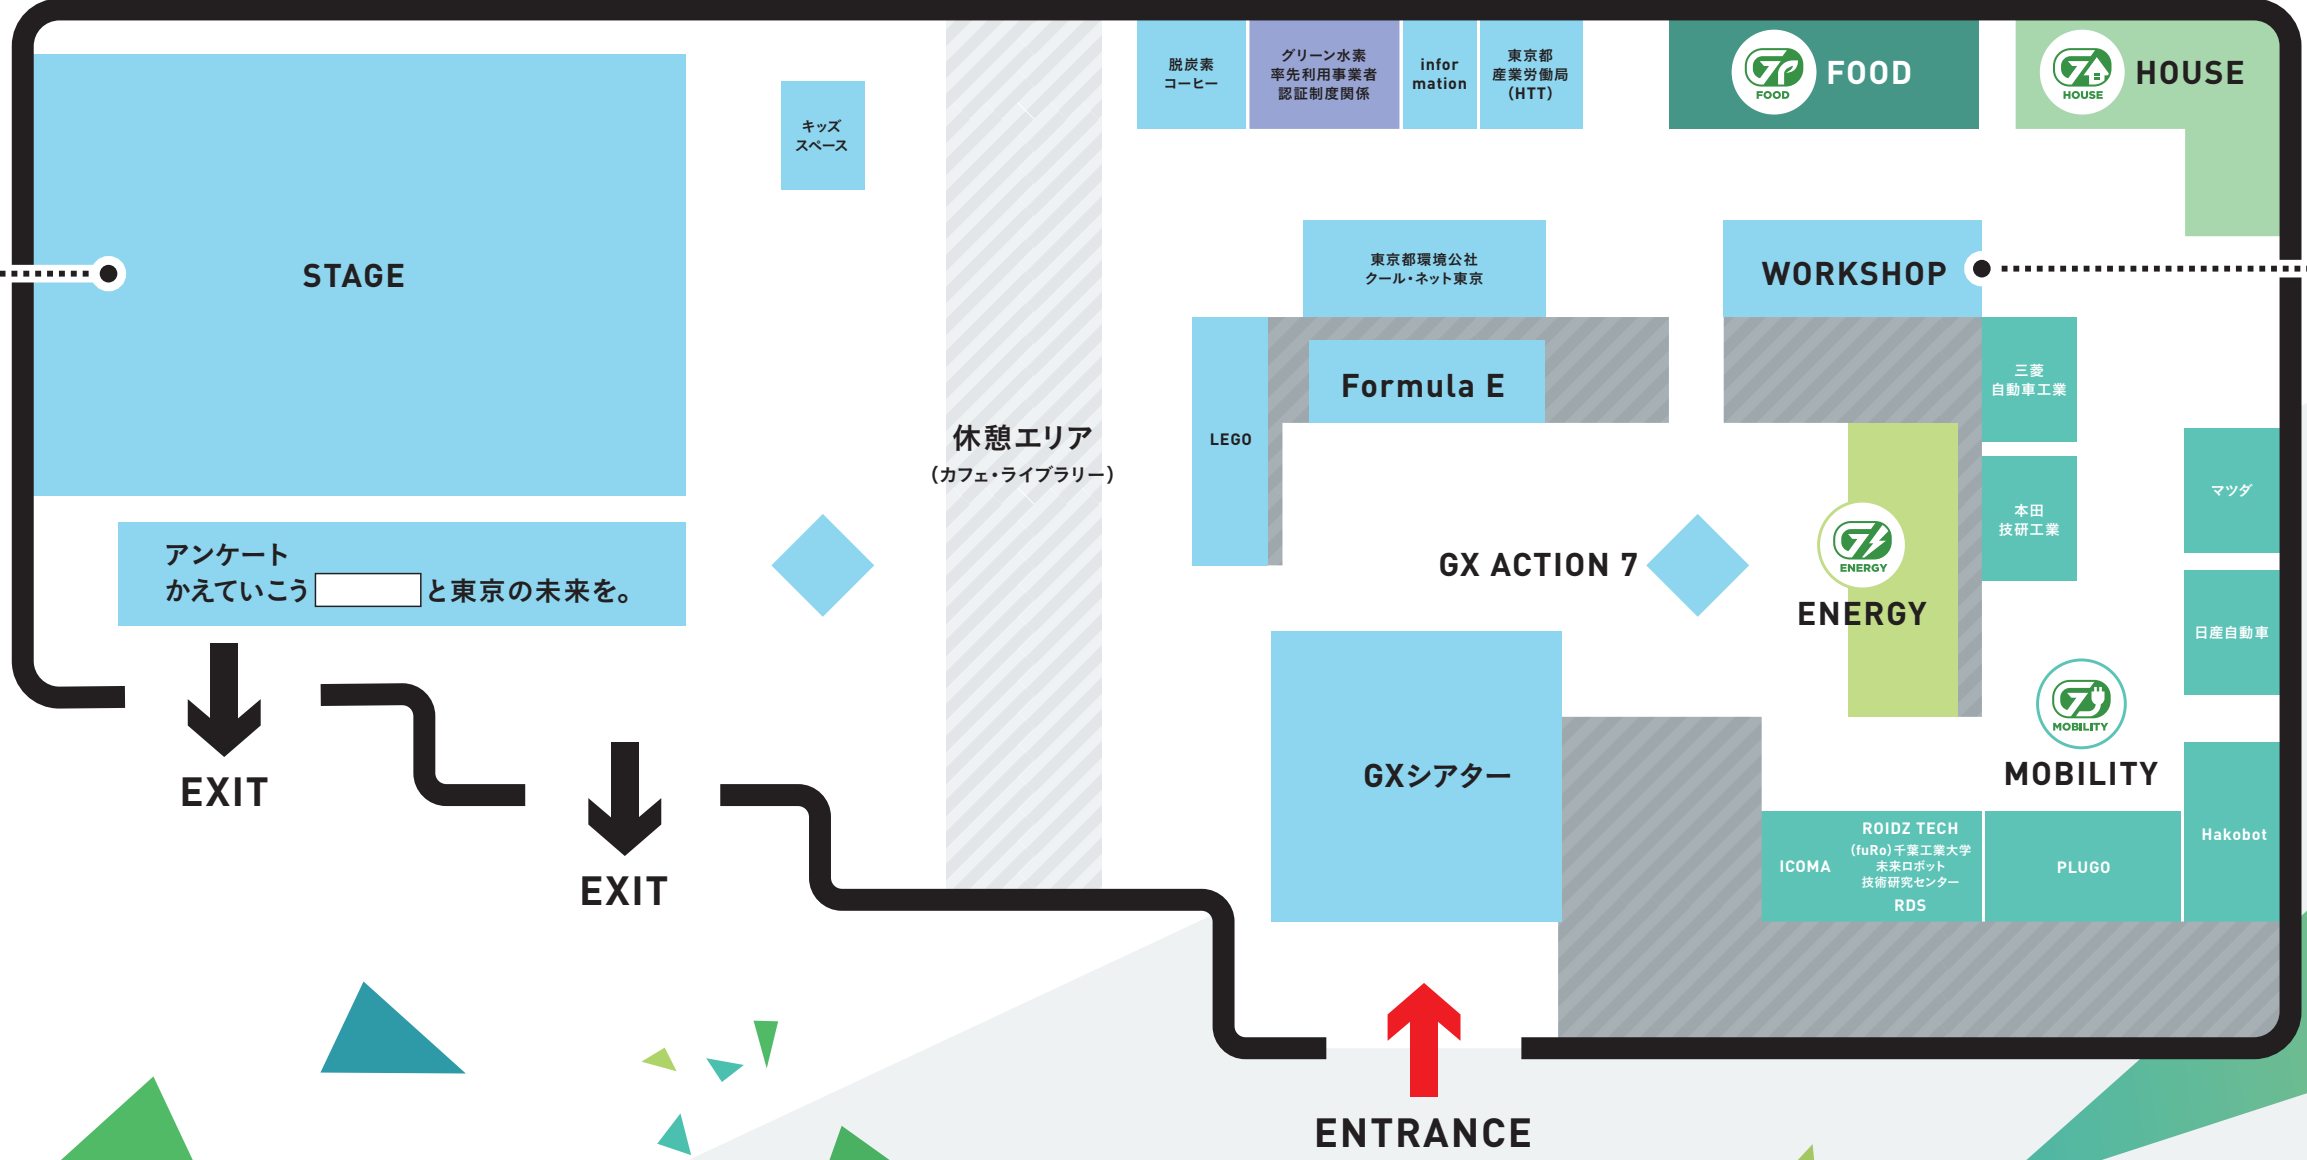 脱炭素
コーヒー
グリーン水素
率先利用事業者
認証制度関係
infor
mation
東京都
産業労働局
(HTT)
FOOD
FOOD
HOUSE
HOUSE
キッズ
スペース
STAGE
東京都環境公社
クール・ネット東京
WORKSHOP
Formula E
LEGO
三菱
自動車工業
休憩エリア
(カフェ・ライブラリー)
マツダ
本田
技研工業
アンケート
かえていこう と東京の未来を。
GX ACTION 7
ENERGY
ENERGY
日産自動車
MOBILITY
MOBILITY
EXIT
EXIT
GXシアター
ICOMA
ROIDZ TECH
(fuRo)千葉工業大学
未来ロボット
技術研究センター
RDS
PLUGO
Hakobot
ENTRANCE